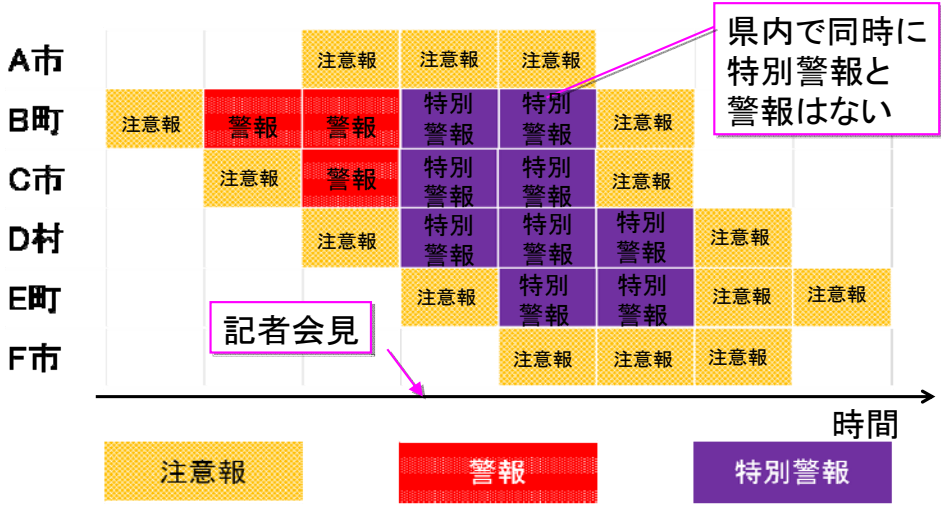 県内で同時に
特別警報と
警報はない
A市
注意報
注意報
注意報
B町
注意報
警報
警報
特別
警報
特別
警報
注意報
C市
注意報
警報
特別
警報
特別
警報
注意報
D村
注意報
特別
警報
特別
警報
特別
警報
注意報
E町
注意報
特別
警報
特別
警報
注意報
注意報
記者会見
F市
注意報
注意報
注意報
時間
注意報
警報
特別警報